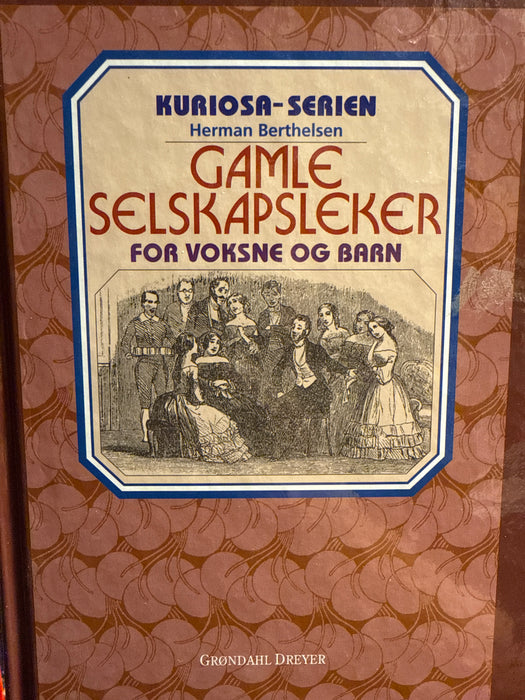 KURIOSA-SERIEN
Herman Berthelsen
GAMLE
SELSKAPSLEKER
FOR VOKSNE OG BARN
GRØNDAHL DREYER